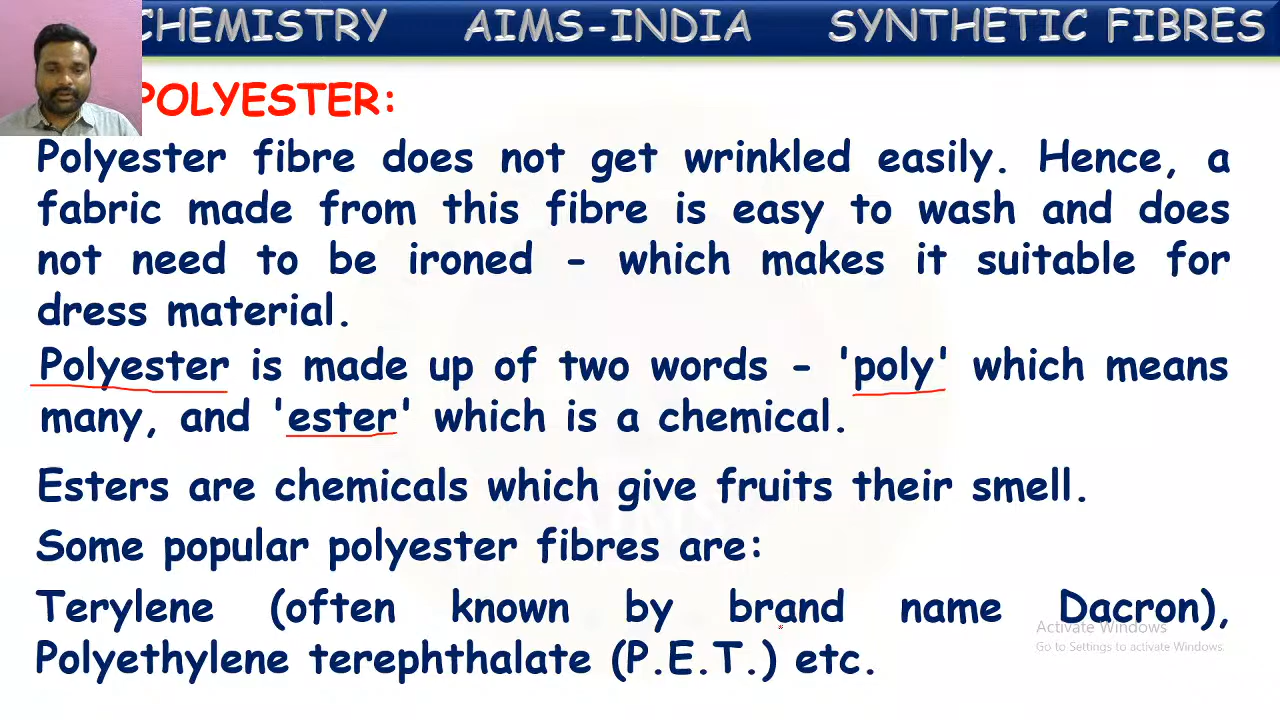 CHEMISTRY AIMS-INDIA SYNTHETIC FIBRES
POLYESTER:
Polyester fibre does not get wrinkled easily. Hence, a
fabric made from this fibre is easy to wash and does
not need to be ironed - which makes it suitable for
dress material.
Polyester is made up of two words - 'poly' which means
many, and 'ester' which is a chemical.
Esters are chemicals which give fruits their smell.
AIMS
Some popular polyester fibres are:
Terylene (often known by brand name Dacron),
Activate Windows
Go to Settings to activate Windows.
Polyethylene terephthalate (P.E.T.) etc.